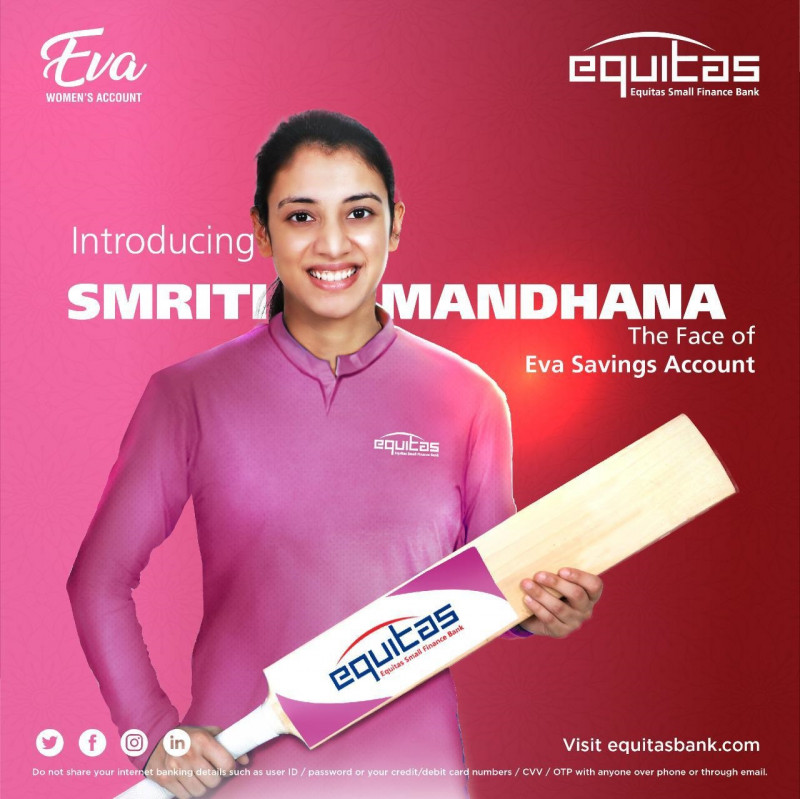 Eva
WOMEN'S ACCOUNT
equitas
Equitas Small Finance Bank
Introducing
SMRITI MANDHANA
The Face of
Eva Savings Account
equitas
Equitas Small Finance Bank
equitas
Equitas Small Finance Bank
Visit equitasbank.com
Do not share your internet banking details such as user ID / password or your credit/debit card numbers / CVV / OTP with anyone over phone or through email.